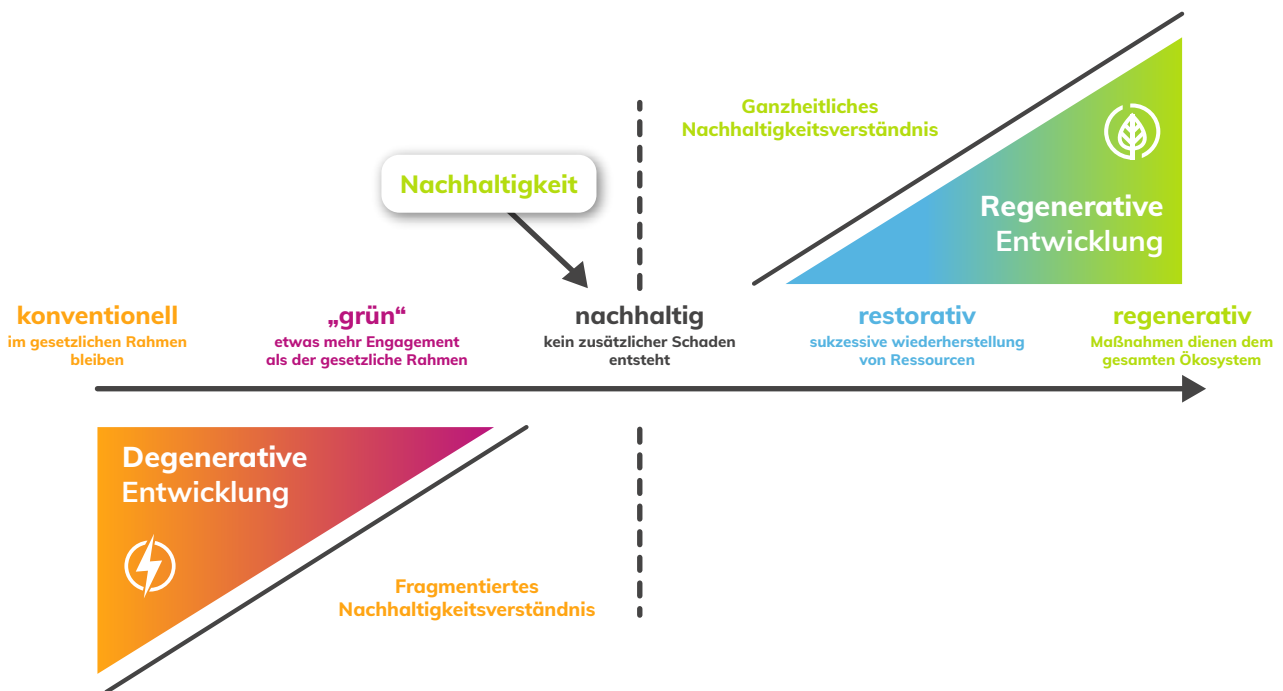 Ganzheitliches
Nachhaltigkeitsverständnis
Nachhaltigkeit
Regenerative
Entwicklung
konventionell
im gesetzlichen Rahmen
bleiben
„grün“
etwas mehr Engagement
als der gesetzliche Rahmen
nachhaltig
kein zusätzlicher Schaden
entsteht
restorativ
sukzessive wiederherstellung
von Ressourcen
regenerativ
Maßnahmen dienen dem
gesamten Ökosystem
Degenerative
Entwicklung
Fragmentiertes
Nachhaltigkeitsverständnis